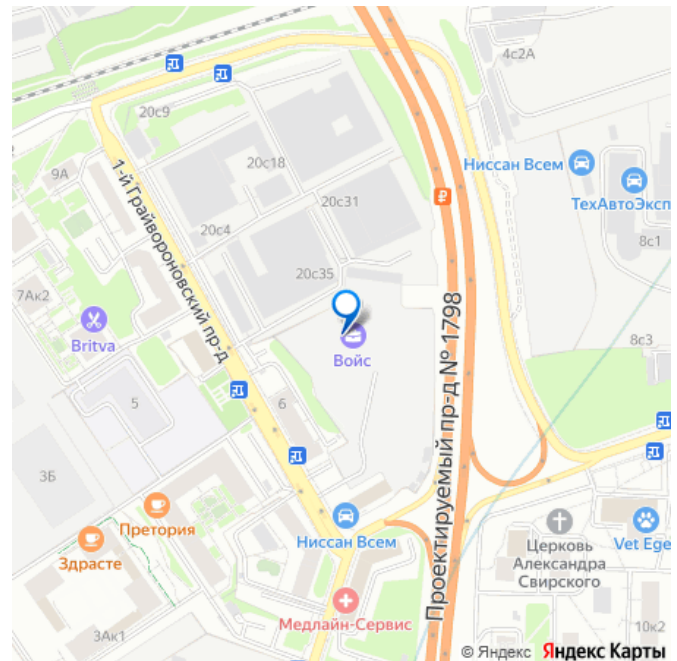 4с2А
20с9
20с18
9А
Ниссан Всем
ТехАвтоЭксп
1-й Грайвороновский пр-д
20с31
20с4
8с1
20с35
7Ак2
Britva
Войс
Проектируемый пр-д № 1798
8с3
5
6
3Б
Претория
Ниссан Всем
Здрасте
Церковь
Александра
Свирского
Vet Ege
Медлайн-Сервис
3Ак1
10к2
© Яндекс Яндекс Карты